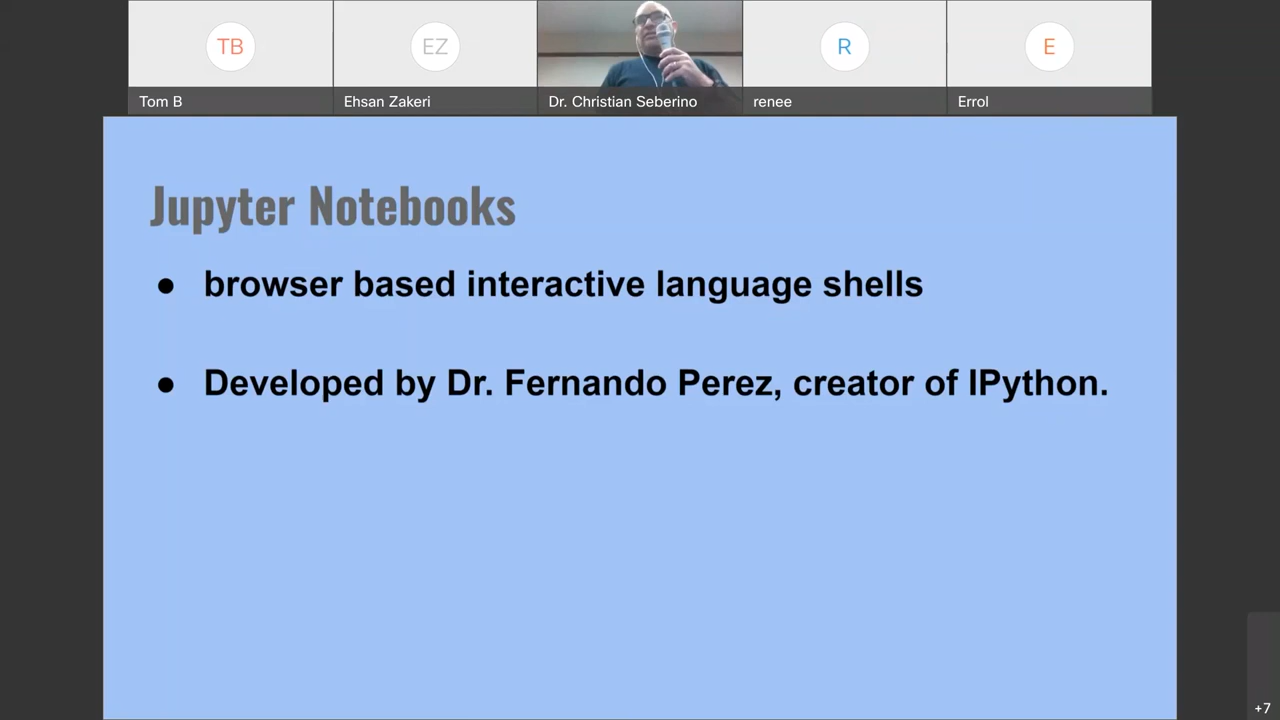 TB
EZ
R
E
Tom B
Ehsan Zakeri
Dr. Christian Seberino
renee
Errol
Jupyter Notebooks
● browser based interactive language shells
● Developed by Dr. Fernando Perez, creator of IPython.
+7